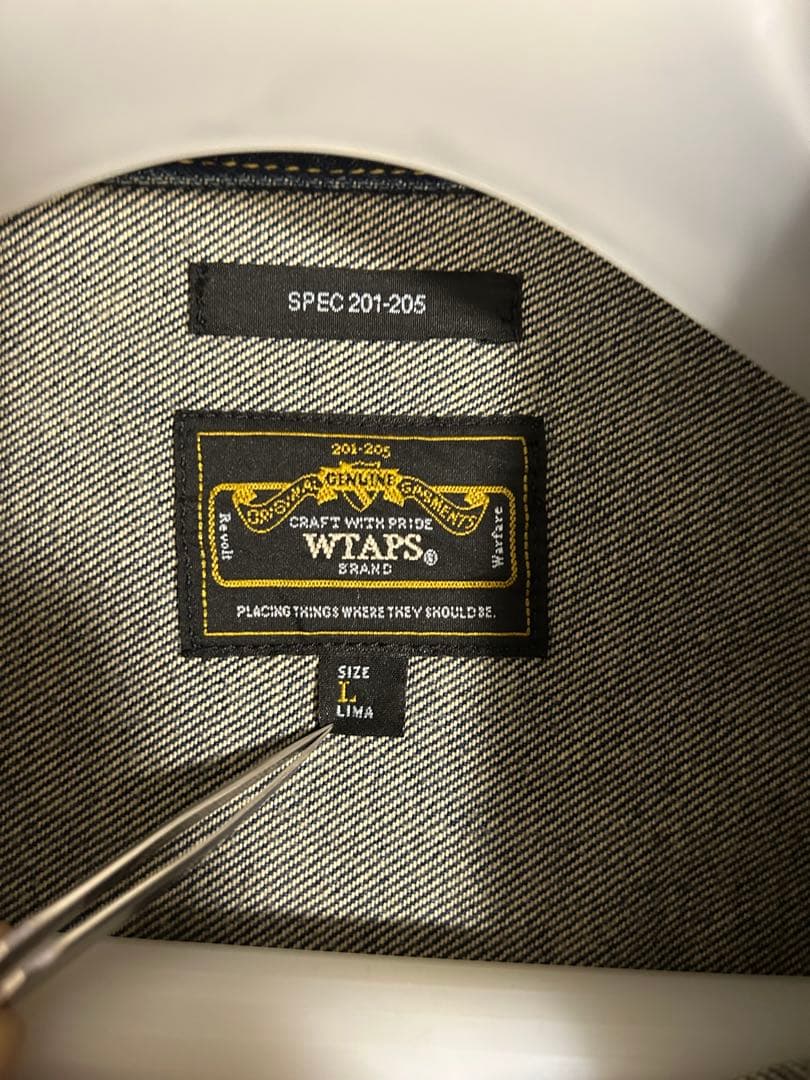 SPEC 201-205
201-205
ORIGINAL GENUINE GARMENTS
CRAFT WITH PRIDE
Revolt
WTAPS®
Warfare
BRAND
PLACING THINGS WHERE THEY SHOULD BE.
SIZE
L
LIMA